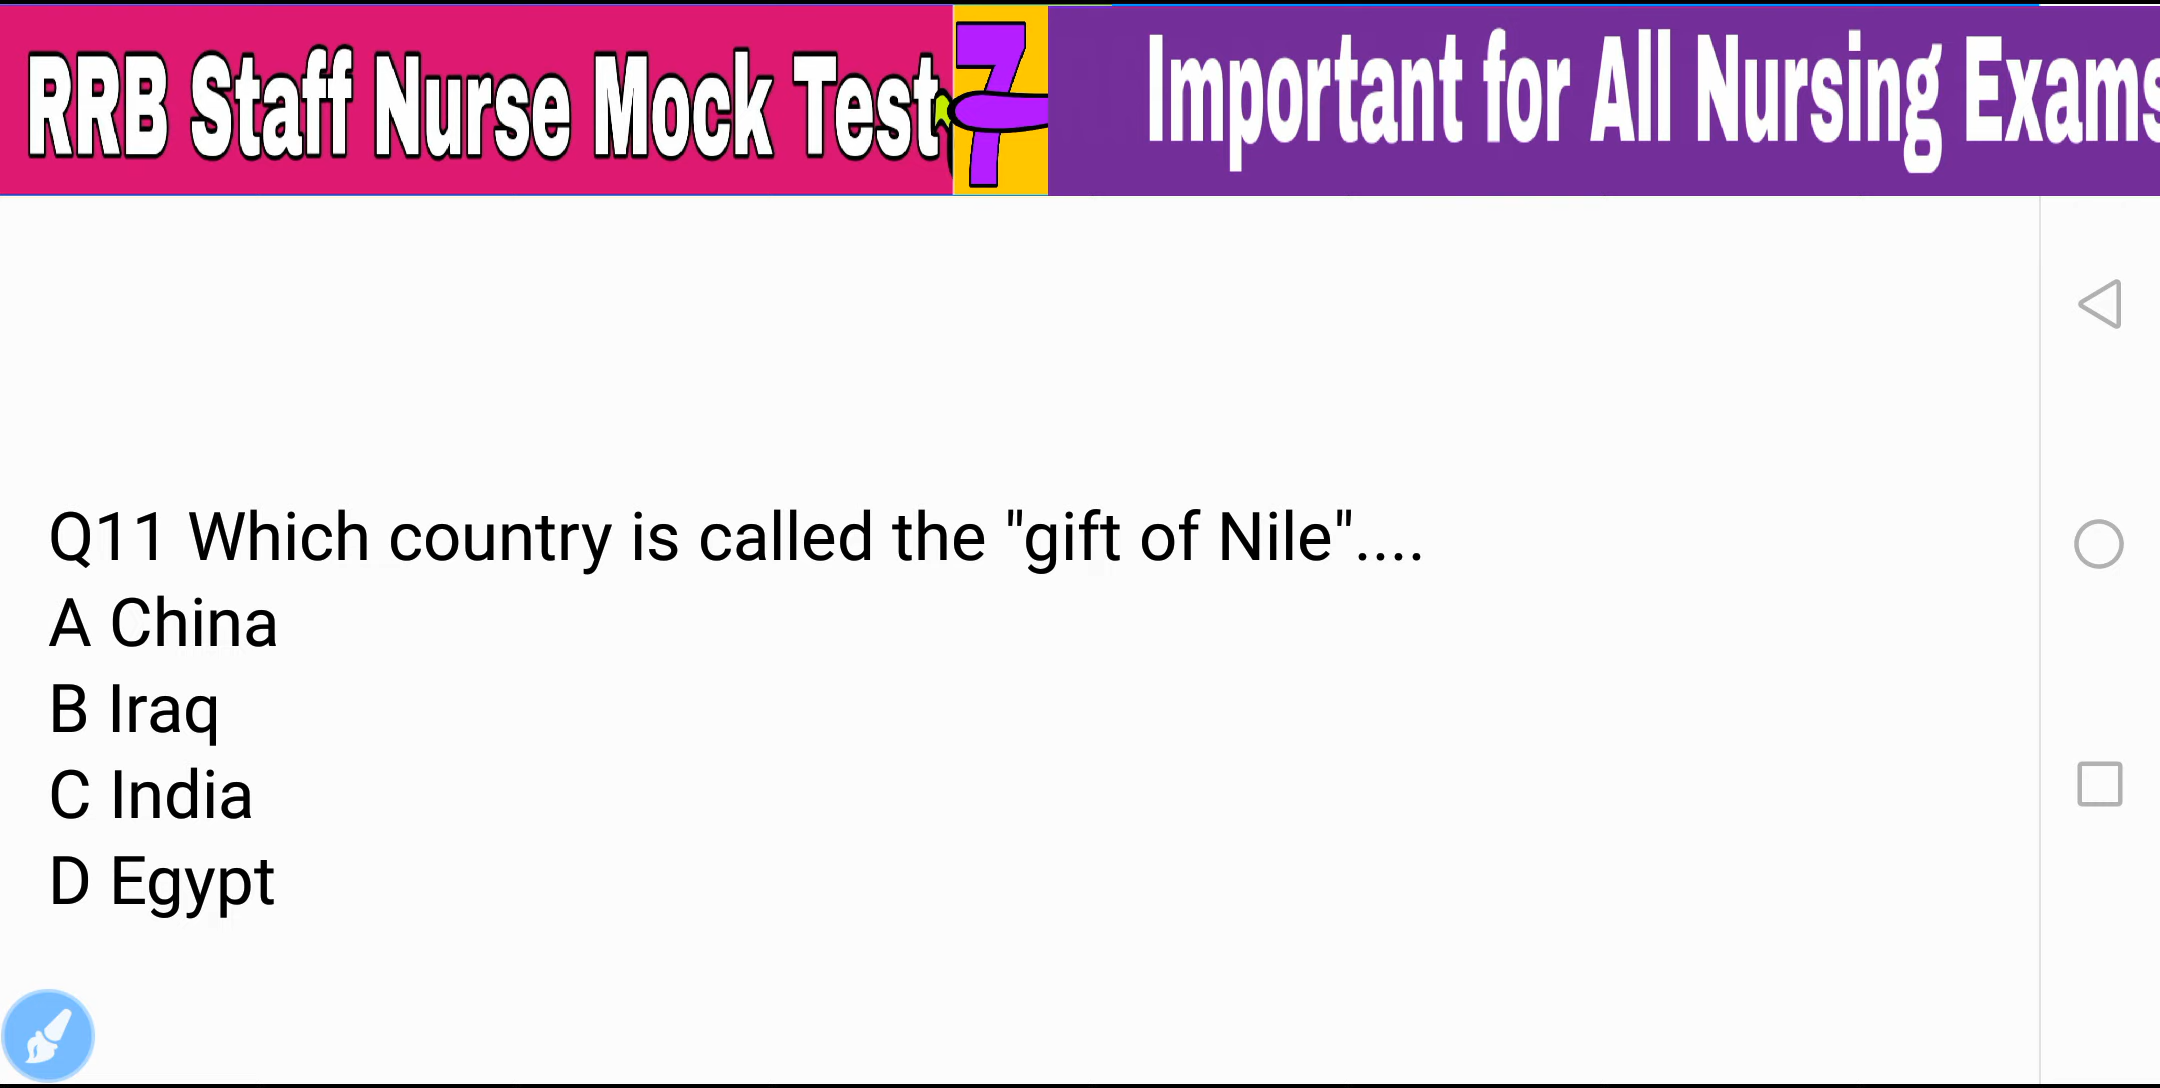 RRB Staff Nurse Mock Test 7 Important for All Nursing Exams
Q11 Which country is called the "gift of Nile"....
A China
B Iraq
C India
D Egypt